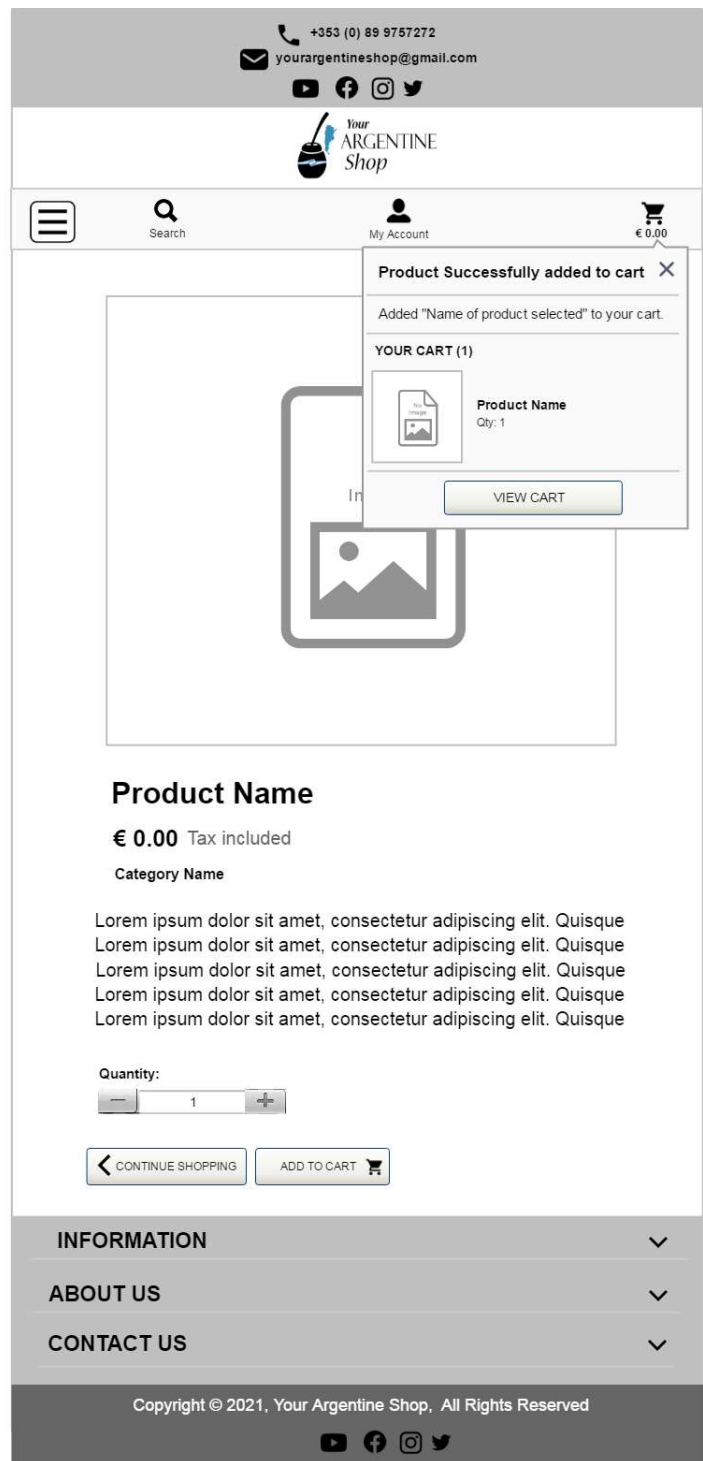 +353 (0) 89 9757272
yourargentineshop@gmail.com
Your
ARGENTINE
Shop
Search
My Account
€ 0.00
Product Successfully added to cart
Added "Name of product selected" to your cart.
YOUR CART (1)
No
Image
Product Name
Qty: 1
VIEW CART
Product Name
€ 0.00 Tax included
Category Name
Lorem ipsum dolor sit amet, consectetur adipiscing elit. Quisque
Lorem ipsum dolor sit amet, consectetur adipiscing elit. Quisque
Lorem ipsum dolor sit amet, consectetur adipiscing elit. Quisque
Lorem ipsum dolor sit amet, consectetur adipiscing elit. Quisque
Lorem ipsum dolor sit amet, consectetur adipiscing elit. Quisque
Quantity:
1
CONTINUE SHOPPING
ADD TO CART
INFORMATION
ABOUT US
CONTACT US
Copyright © 2021, Your Argentine Shop, All Rights Reserved